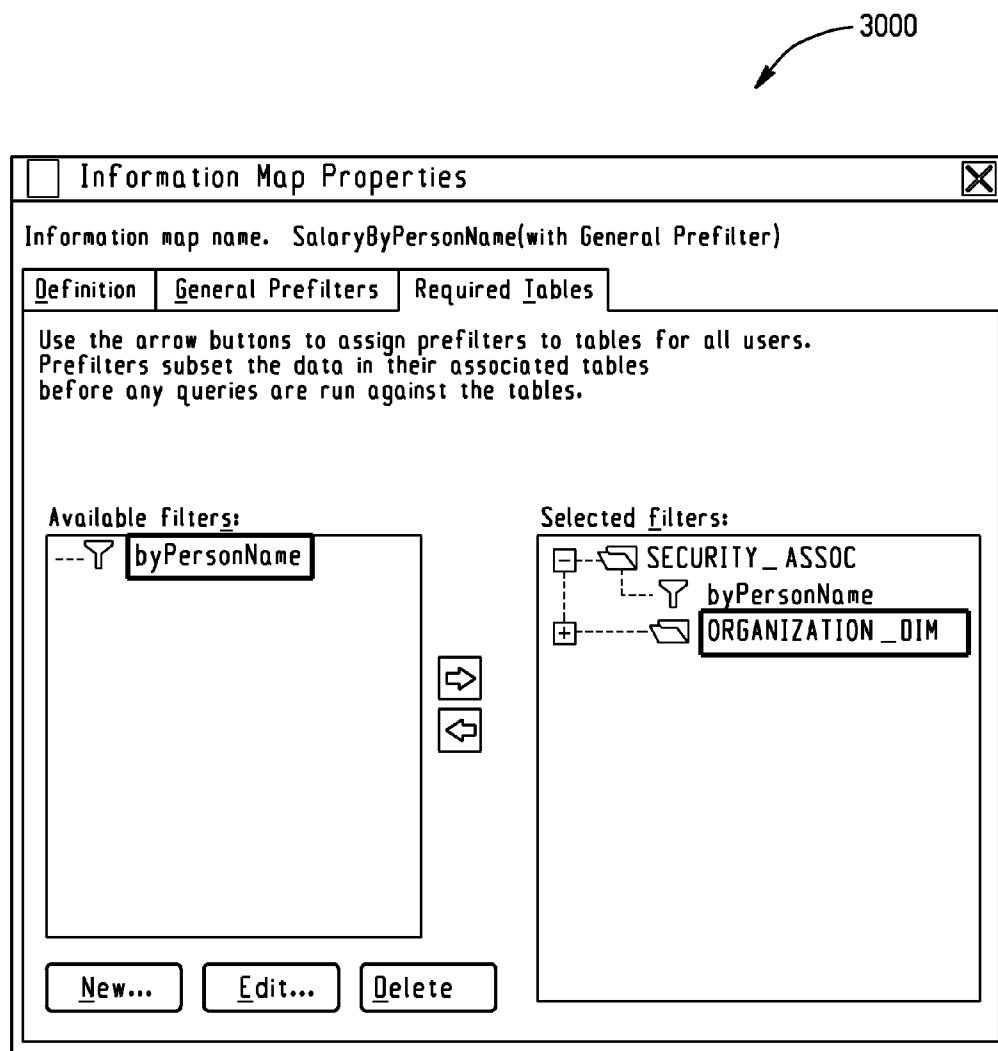 3000
Information Map Properties
Information map name. SalaryByPersonName(with General Prefilter)
Definition General Prefilters Required Tables
Use the arrow buttons to assign prefilters to tables for all users.
Prefilters subset the data in their associated tables
before any queries are run against the tables.
Available filters: Selected filters:
byPersonName SECURITY_ASSOC
byPersonName
ORGANIZATION_DIM
New... Edit... Delete